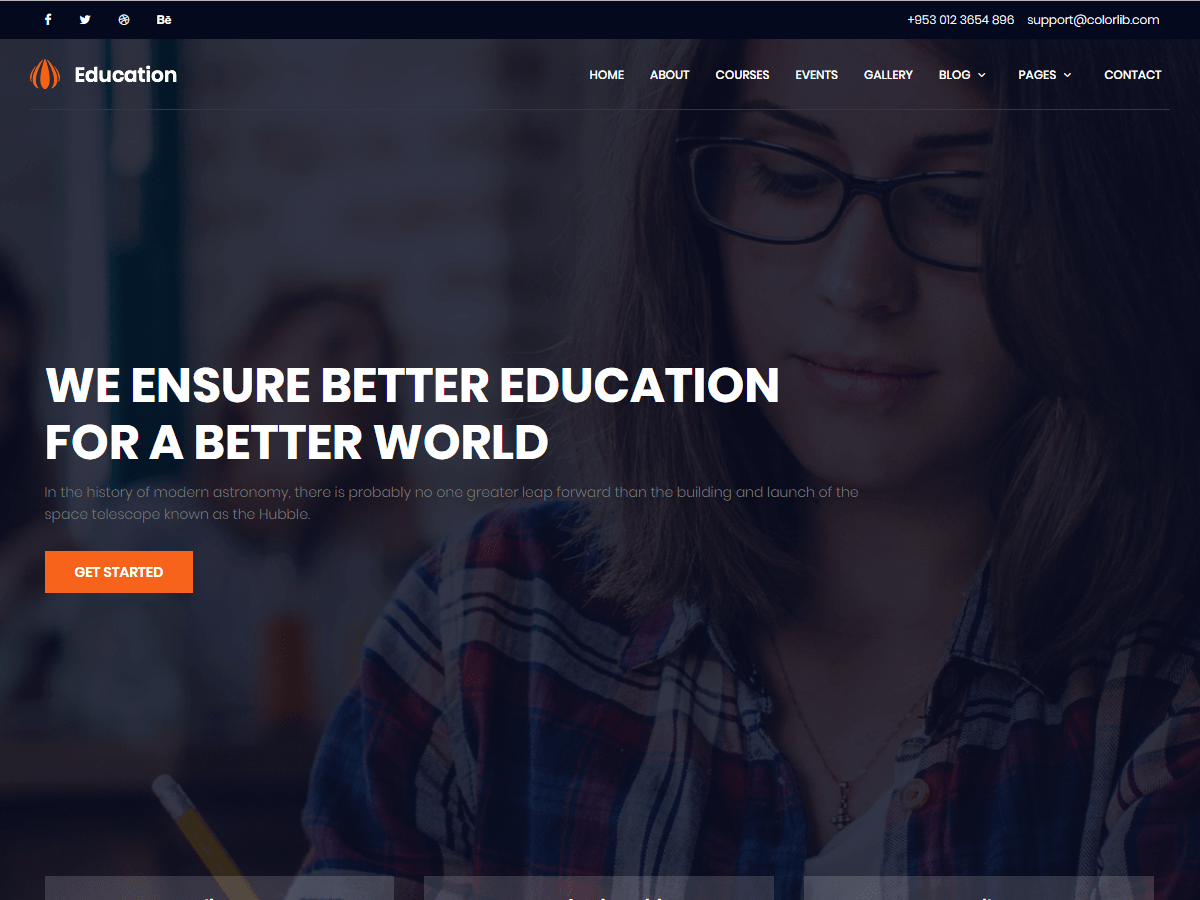 +953 012 3654 896 support@colorlib.com
Education
HOME ABOUT COURSES EVENTS GALLERY BLOG PAGES CONTACT
WE ENSURE BETTER EDUCATION
FOR A BETTER WORLD
In the history of modern astronomy, there is probably no one greater leap forward than the building and launch of the
space telescope known as the Hubble.
GET STARTED